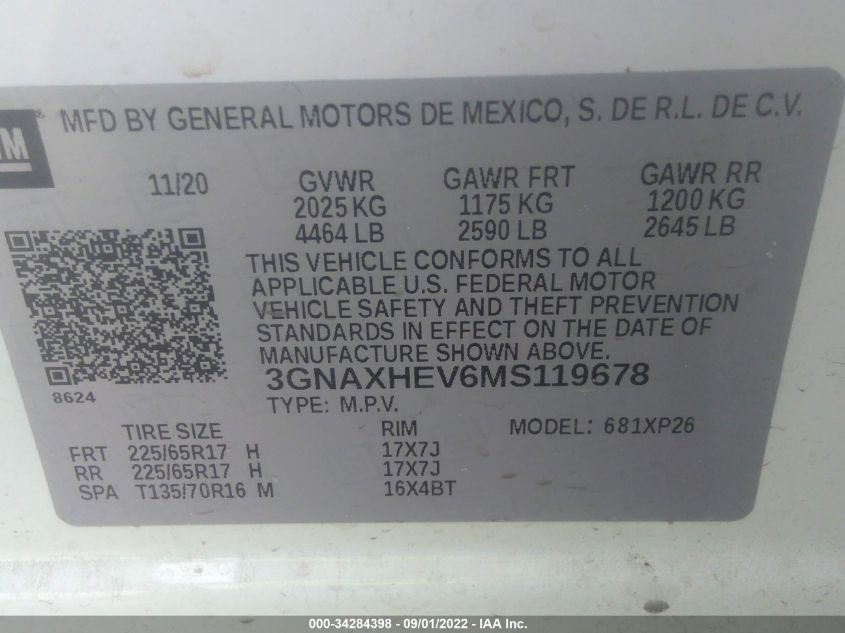 GM
MFD BY GENERAL MOTORS DE MEXICO, S. DE R.L. DE C.V.
11/20 GVWR GAWR FRT GAWR RR
2025 KG 1175 KG 1200 KG
4464 LB 2590 LB 2645 LB
THIS VEHICLE CONFORMS TO ALL
APPLICABLE U.S. FEDERAL MOTOR
VEHICLE SAFETY AND THEFT PREVENTION
STANDARDS IN EFFECT ON THE DATE OF
MANUFACTURE SHOWN ABOVE.
8624 3GNAXHEV6MS119678
TYPE: M.P.V.
TIRE SIZE RIM MODEL: 681XP26
FRT 225/65R17 H 17X7J
RR 225/65R17 H 17X7J
SPA T135/70R16 M 16X4BT
000-34284398 - 09/01/2022 - IAA Inc.